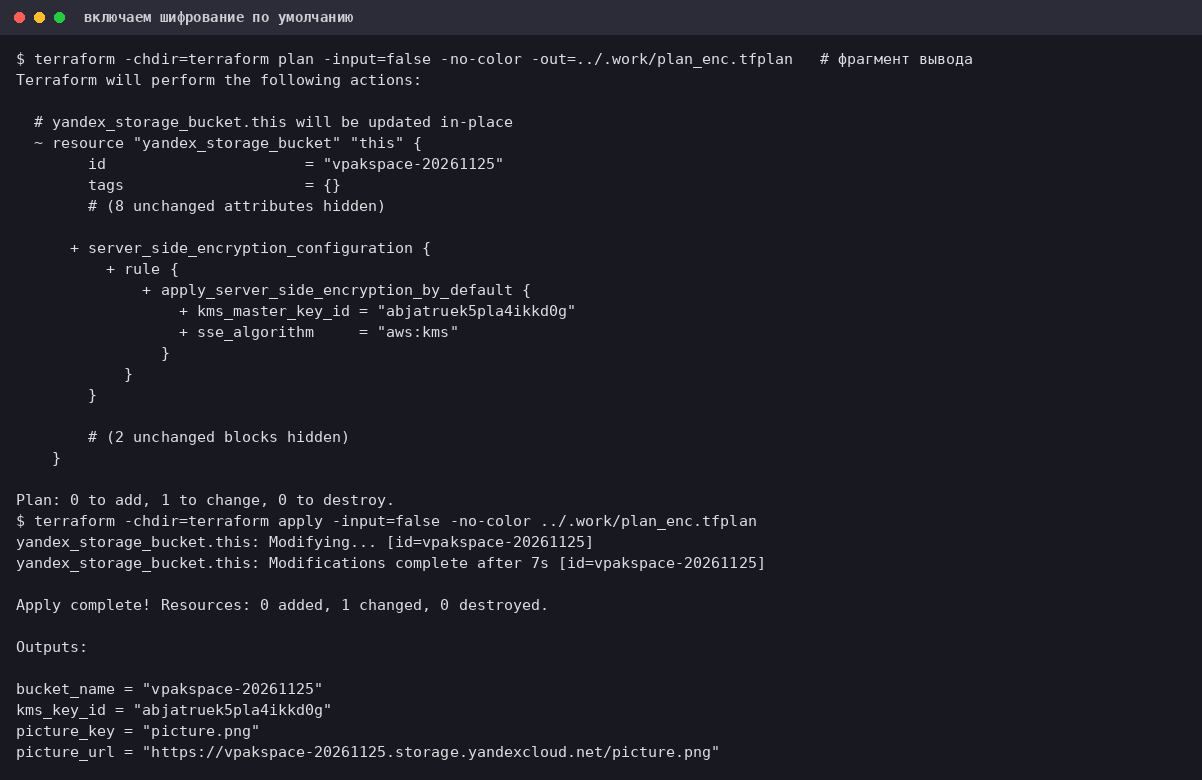 включаем шифрование по умолчанию
$ terraform -chdir=terraform plan -input=false -no-color -out=../.work/plan_enc.tfplan   # фрагмент вывода
Terraform will perform the following actions:

  # yandex_storage_bucket.this will be updated in-place
  ~ resource "yandex_storage_bucket" "this" {
        id                      = "vpakspace-20261125"
        tags                    = {}
        # (8 unchanged attributes hidden)

      + server_side_encryption_configuration {
          + rule {
              + apply_server_side_encryption_by_default {
                  + kms_master_key_id = "abjatruek5pla4ikkd0g"
                  + sse_algorithm     = "aws:kms"
                }
            }
        }

        # (2 unchanged blocks hidden)
    }

Plan: 0 to add, 1 to change, 0 to destroy.
$ terraform -chdir=terraform apply -input=false -no-color ../.work/plan_enc.tfplan
yandex_storage_bucket.this: Modifying... [id=vpakspace-20261125]
yandex_storage_bucket.this: Modifications complete after 7s [id=vpakspace-20261125]

Apply complete! Resources: 0 added, 1 changed, 0 destroyed.

Outputs:

bucket_name = "vpakspace-20261125"
kms_key_id = "abjatruek5pla4ikkd0g"
picture_key = "picture.png"
picture_url = "https://vpakspace-20261125.storage.yandexcloud.net/picture.png"